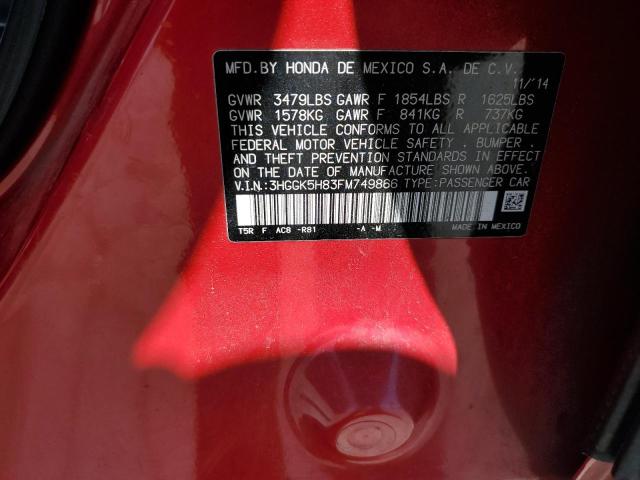 MFD.BY HONDA DE MEXICO S.A. DE C.V.
11/'14
GVWR 3479LBS GAWR F 1854LBS R 1625LBS
GVWR 1578KG GAWR F 841KG R 737KG
THIS VEHICLE CONFORMS TO ALL APPLICABLE
FEDERAL MOTOR VEHICLE SAFETY . BUMPER .
AND THEFT PREVENTION STANDARDS IN EFFECT
ON THE DATE OF MANUFACTURE SHOWN ABOVE.
V.I.N.:3HGGK5H83FM749866 TYPE:PASSENGER CAR
T5R F AC8 -R81 -A -M MADE IN MEXICO